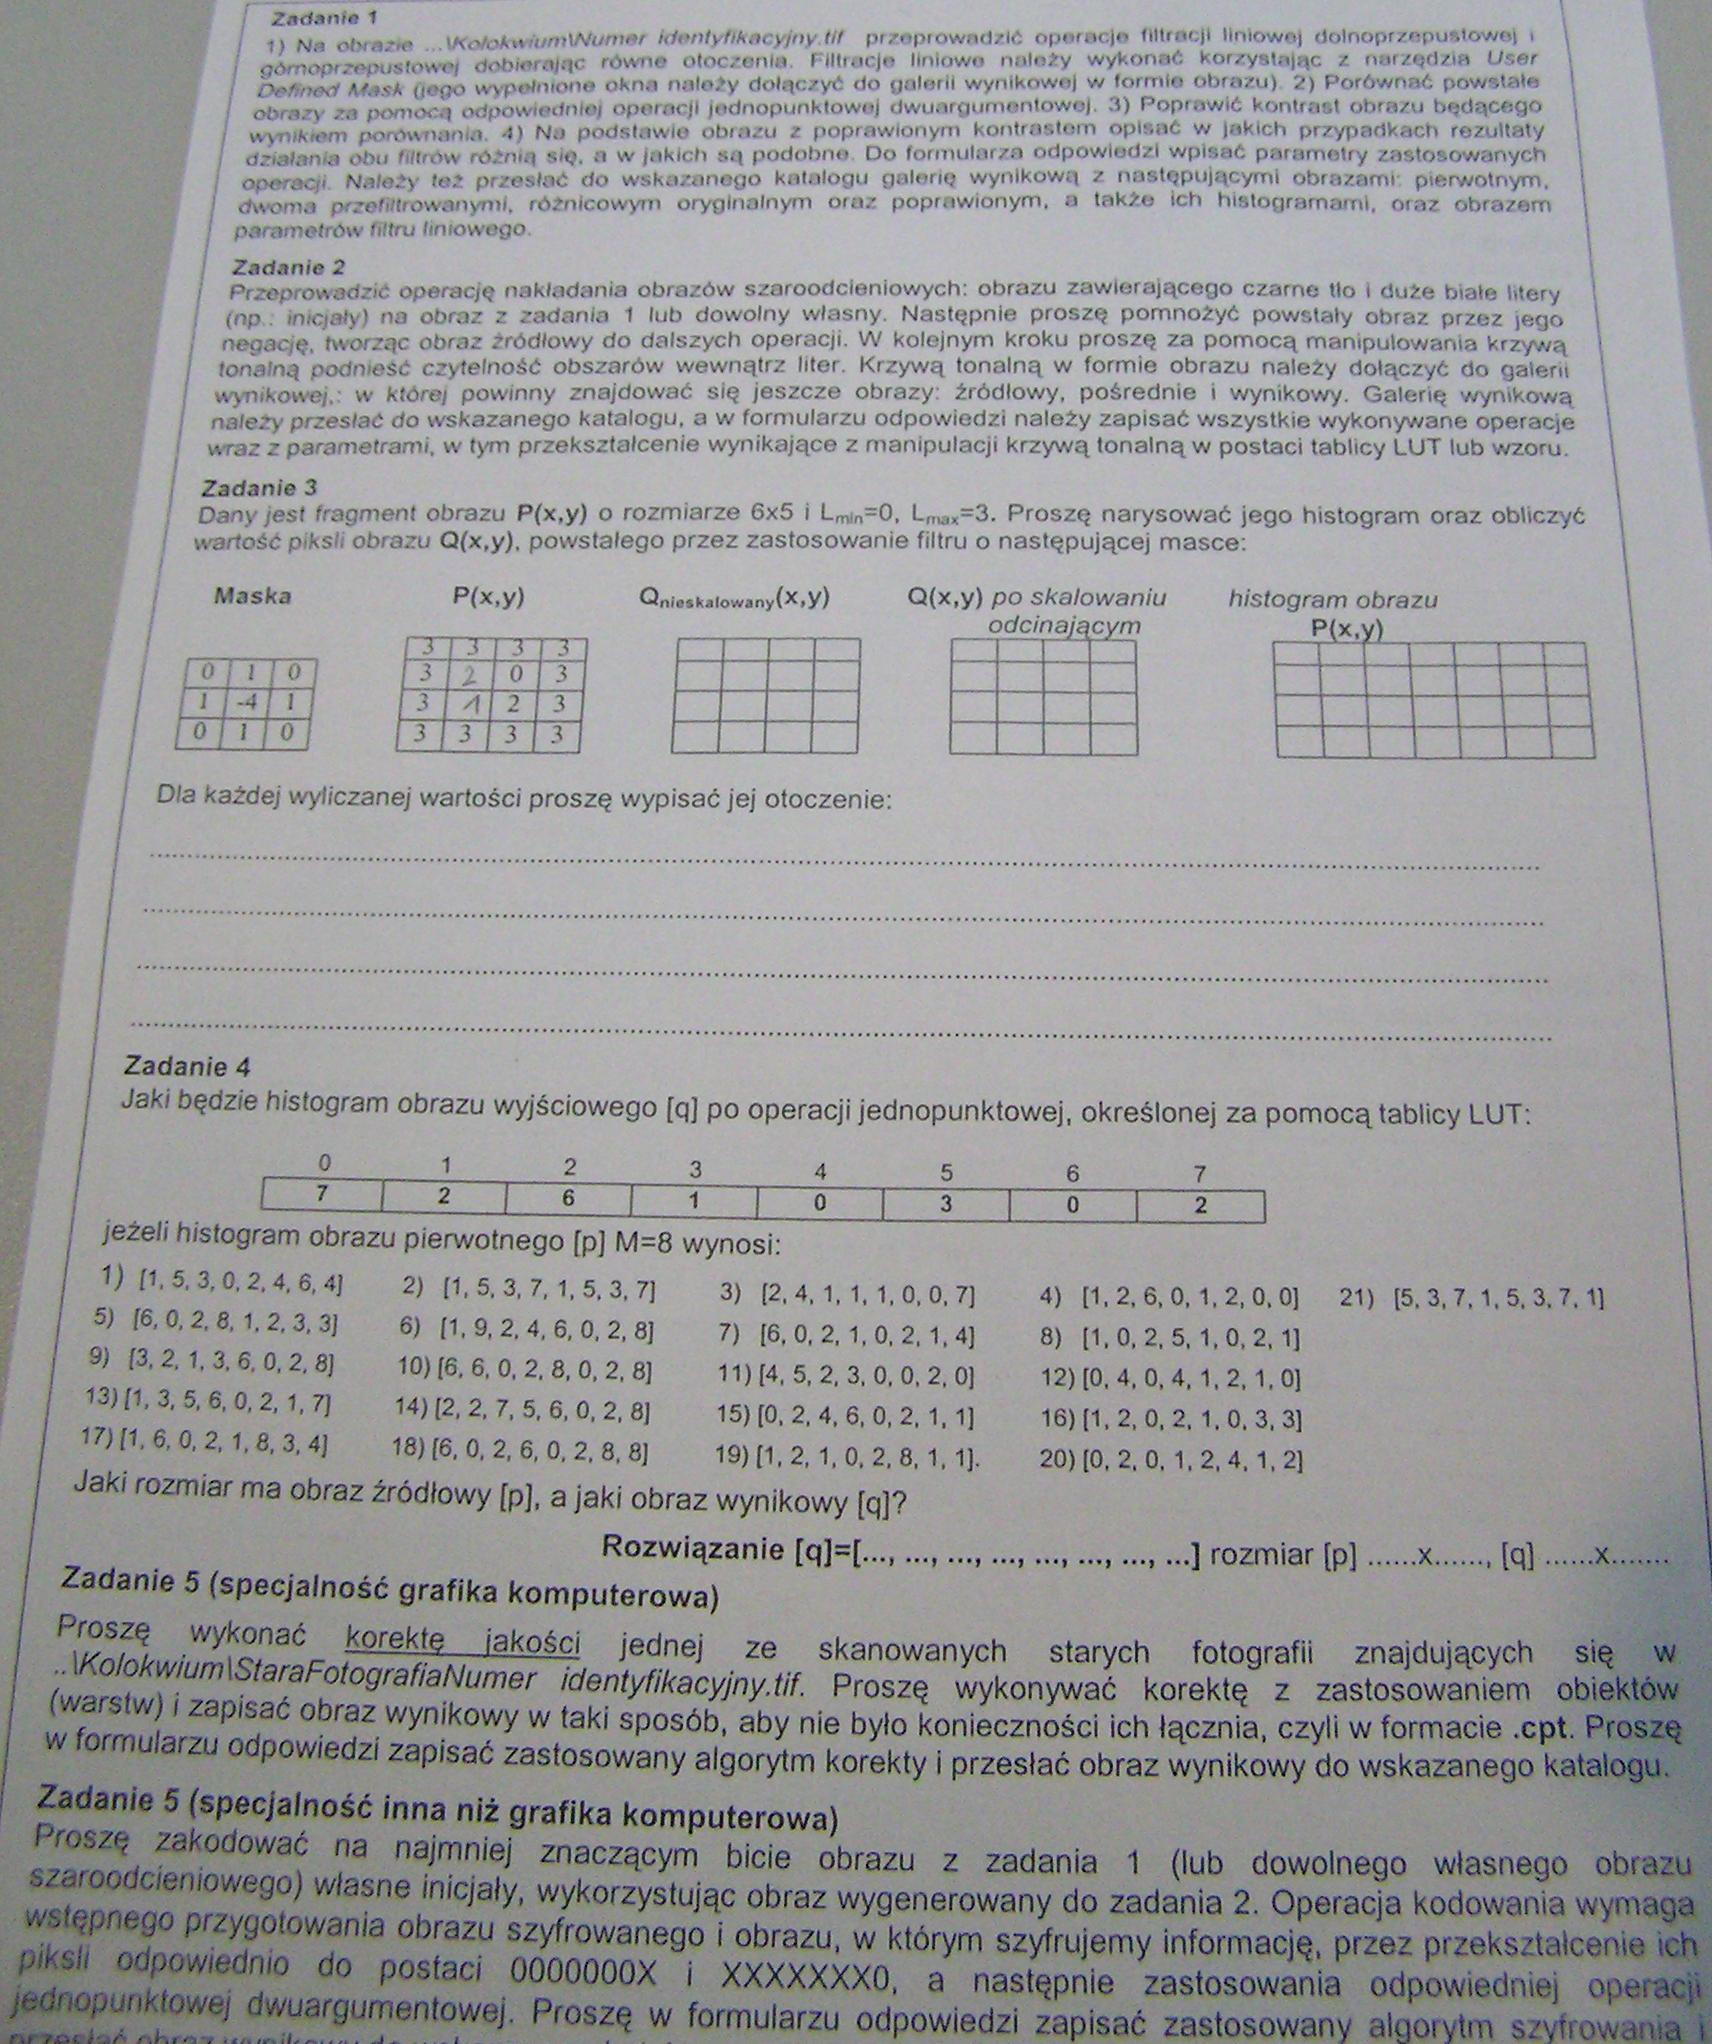 Zadanie 1
1) Na obrazie ...\Kolokwium\Numer identyfikacyjny.tif przeprowadzić operacje filtracji liniowej dolnoprzepustowej i
górnoprzepustowej dobierając równe otoczenia. Filtracje liniowe należy wykonać korzystając z narzędzia User
Defined Mask (jego wypełnione okna należy dołączyć do galerii wynikowej w formie obrazu). 2) Porównać powstałe
obrazy za pomocą odpowiedniej operacji jednopunktowej dwuargumentowej. 3) Poprawić kontrast obrazu będącego
wynikiem porównania. 4) Na podstawie obrazu z poprawionym kontrastem opisać w jakich przypadkach rezultaty
działania obu filtrów różnią się, a w jakich są podobne. Do formularza odpowiedzi wpisać parametry zastosowanych
operacji. Należy też przesłać do wskazanego katalogu galerię wynikową z następującymi obrazami: pierwotnym,
dwoma przefiltrowanymi, różnicowym oryginalnym oraz poprawionym, a także ich histogramami, oraz obrazem
parametrów filtru liniowego.
Zadanie 2
Przeprowadzić operację nakładania obrazów szaroodcieniowych: obrazu zawierającego czarne tło i duże białe litery
(np.: inicjały) na obraz z zadania 1 lub dowolny własny. Następnie proszę pomnożyć powstały obraz przez jego
negację, tworząc obraz źródłowy do dalszych operacji. W kolejnym kroku proszę za pomocą manipulowania krzywą
tonalną podnieść czytelność obszarów wewnątrz liter. Krzywą tonalną w formie obrazu należy dołączyć do galerii
wynikowej,: w której powinny znajdować się jeszcze obrazy: źródłowy, pośrednie i wynikowy. Galerię wynikową
należy przesłać do wskazanego katalogu, a w formularzu odpowiedzi należy zapisać wszystkie wykonywane operacje
wraz z parametrami, w tym przekształcenie wynikające z manipulacji krzywą tonalną w postaci tablicy LUT lub wzoru.
Zadanie 3
Dany jest fragment obrazu P(x,y) o rozmiarze 6x5 i Lmin=0, Lmax=3. Proszę narysować jego histogram oraz obliczyć
wartość piksli obrazu Q(x,y), powstałego przez zastosowanie filtru o następującej masce:
Maska P(x,y) Qnieskalowany(x,y) Q(x,y) po skalowaniu histogram obrazu
odcinającym P(x,y)
3 3 3 3
0 1 0 3 2 0 3
1 -4 1 3 1 2 3
0 1 0 3 3 3 3
Dla każdej wyliczanej wartości proszę wypisać jej otoczenie:
Zadanie 4
Jaki będzie histogram obrazu wyjściowego [q] po operacji jednopunktowej, określonej za pomocą tablicy LUT:
0 1 2 3 4 5 6 7
7 2 6 1 0 3 0 2
jeżeli histogram obrazu pierwotnego [p] M=8 wynosi:
1) [1, 5, 3, 0, 2, 4, 6, 4] 2) [1, 5, 3, 7, 1, 5, 3, 7] 3) [2, 4, 1, 1, 1, 0, 0, 7] 4) [1, 2, 6, 0, 1, 2, 0, 0] 21) [5, 3, 7, 1, 5, 3, 7, 1]
5) [6, 0, 2, 8, 1, 2, 3, 3] 6) [1, 9, 2, 4, 6, 0, 2, 8] 7) [6, 0, 2, 1, 0, 2, 1, 4] 8) [1, 0, 2, 5, 1, 0, 2, 1]
9) [3, 2, 1, 3, 6, 0, 2, 8] 10) [6, 6, 0, 2, 8, 0, 2, 8] 11) [4, 5, 2, 3, 0, 0, 2, 0] 12) [0, 4, 0, 4, 1, 2, 1, 0]
13) [1, 3, 5, 6, 0, 2, 1, 7] 14) [2, 2, 7, 5, 6, 0, 2, 8] 15) [0, 2, 4, 6, 0, 2, 1, 1] 16) [1, 2, 0, 2, 1, 0, 3, 3]
17) [1, 6, 0, 2, 1, 8, 3, 4] 18) [6, 0, 2, 6, 0, 2, 8, 8] 19) [1, 2, 1, 0, 2, 8, 1, 1]. 20) [0, 2, 0, 1, 2, 4, 1, 2]
Jaki rozmiar ma obraz źródłowy [p], a jaki obraz wynikowy [q]?
Rozwiązanie [q]=[..., ..., ..., ..., ..., ..., ..., ...] rozmiar [p] ......x......, [q] ......x.......
Zadanie 5 (specjalność grafika komputerowa)
Proszę wykonać korektę jakości jednej ze skanowanych starych fotografii znajdujących się w
..\Kolokwium\StaraFotografiaNumer identyfikacyjny.tif. Proszę wykonywać korektę z zastosowaniem obiektów
(warstw) i zapisać obraz wynikowy w taki sposób, aby nie było konieczności ich łącznia, czyli w formacie .cpt. Proszę
w formularzu odpowiedzi zapisać zastosowany algorytm korekty i przesłać obraz wynikowy do wskazanego katalogu.
Zadanie 5 (specjalność inna niż grafika komputerowa)
Proszę zakodować na najmniej znaczącym bicie obrazu z zadania 1 (lub dowolnego własnego obrazu
szaroodcieniowego) własne inicjały, wykorzystując obraz wygenerowany do zadania 2. Operacja kodowania wymaga
wstępnego przygotowania obrazu szyfrowanego i obrazu, w którym szyfrujemy informację, przez przekształcenie ich
piksli odpowiednio do postaci 0000000X i XXXXXXX0, a następnie zastosowania odpowiedniej operacji
jednopunktowej dwuargumentowej. Proszę w formularzu odpowiedzi zapisać zastosowany algorytm szyfrowania i